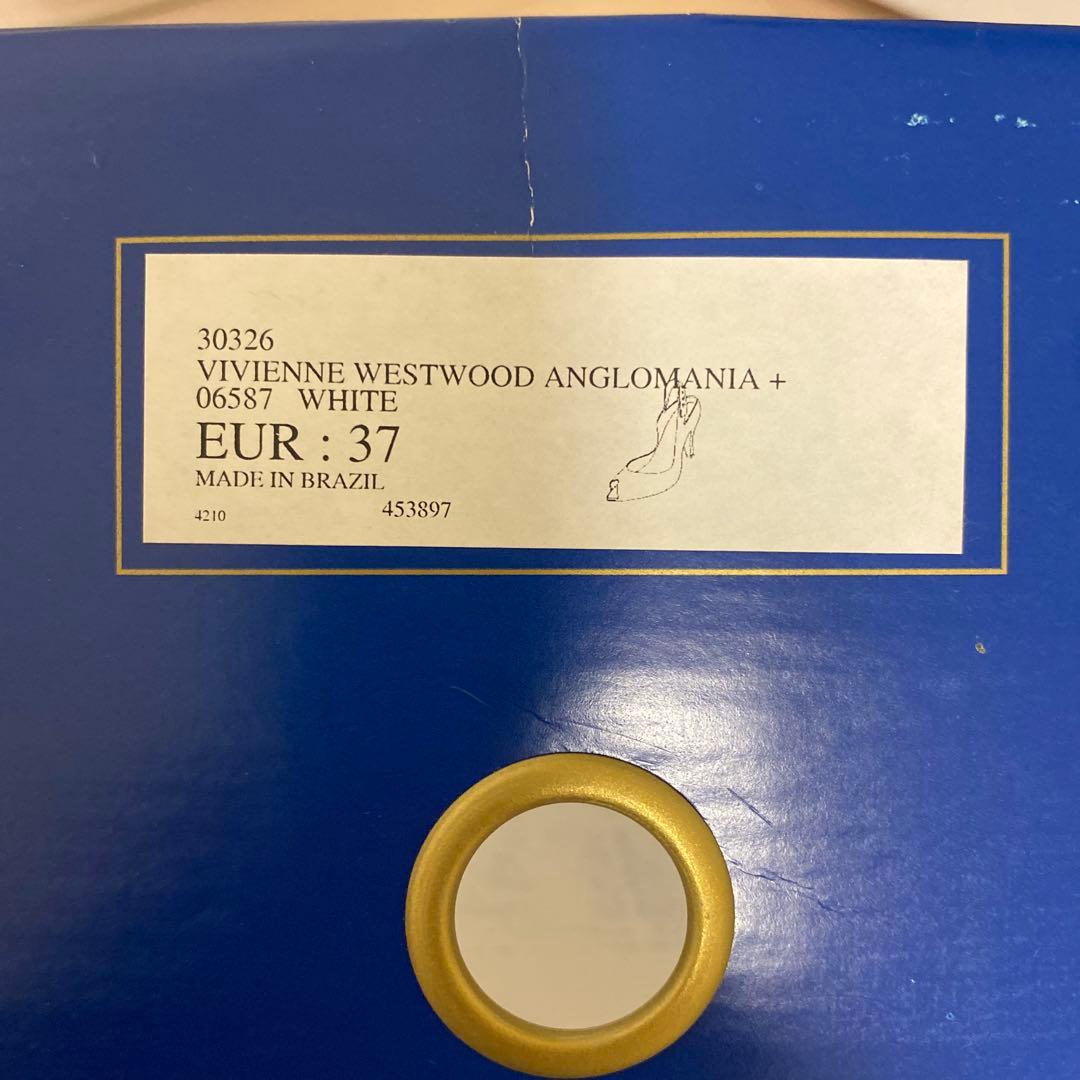 30326
VIVIENNE WESTWOOD ANGLOMANIA +
06587 WHITE
EUR : 37
MADE IN BRAZIL
4210 453897